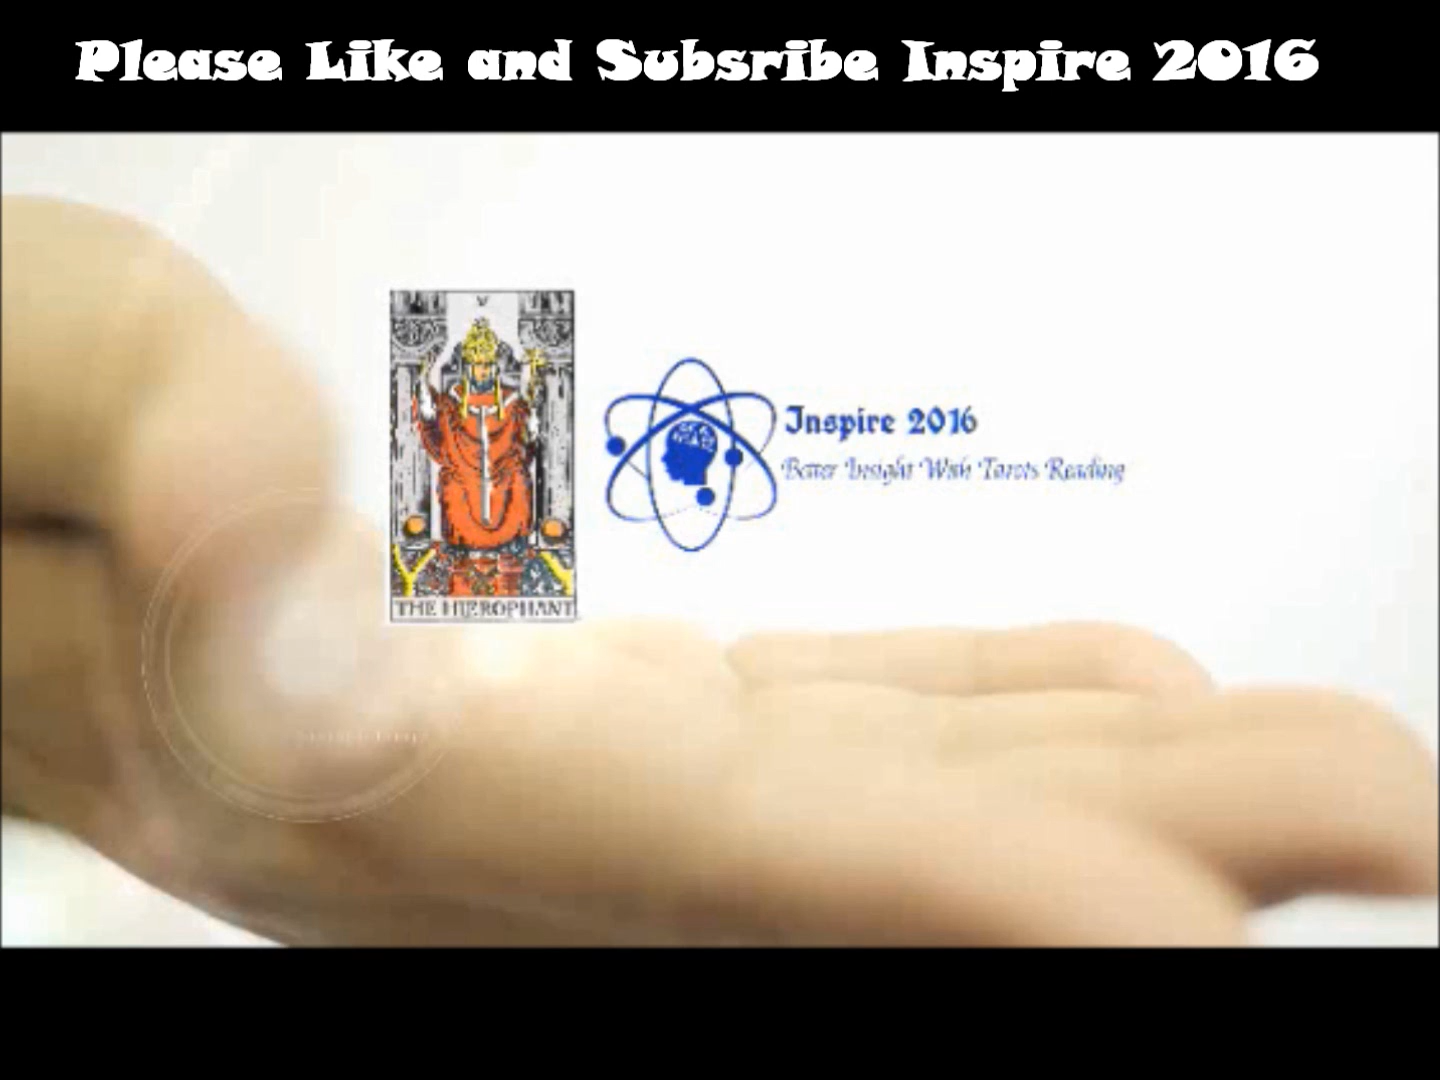 Please Like and Subsribe Inspire 2016
V
THE HIEROPHANT
Inspire 2016
Better Insight With Tarots Reading